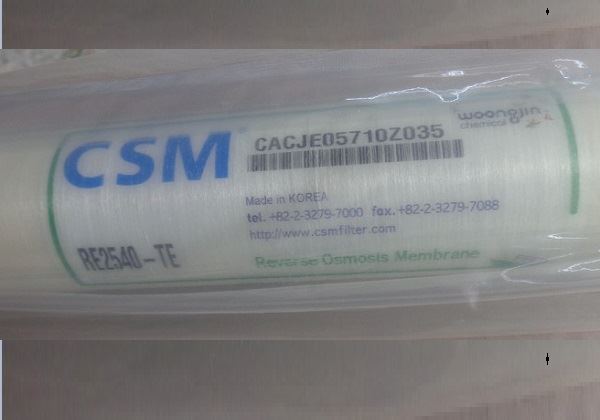 CSM
CACJE05710Z035
woongjin
chemical
Made in KOREA
tel. +82-2-3279-7000 fax. +82-2-3279-7088
http://www.csmfilter.com
RE2540-TE
Reverse Osmosis Membrane